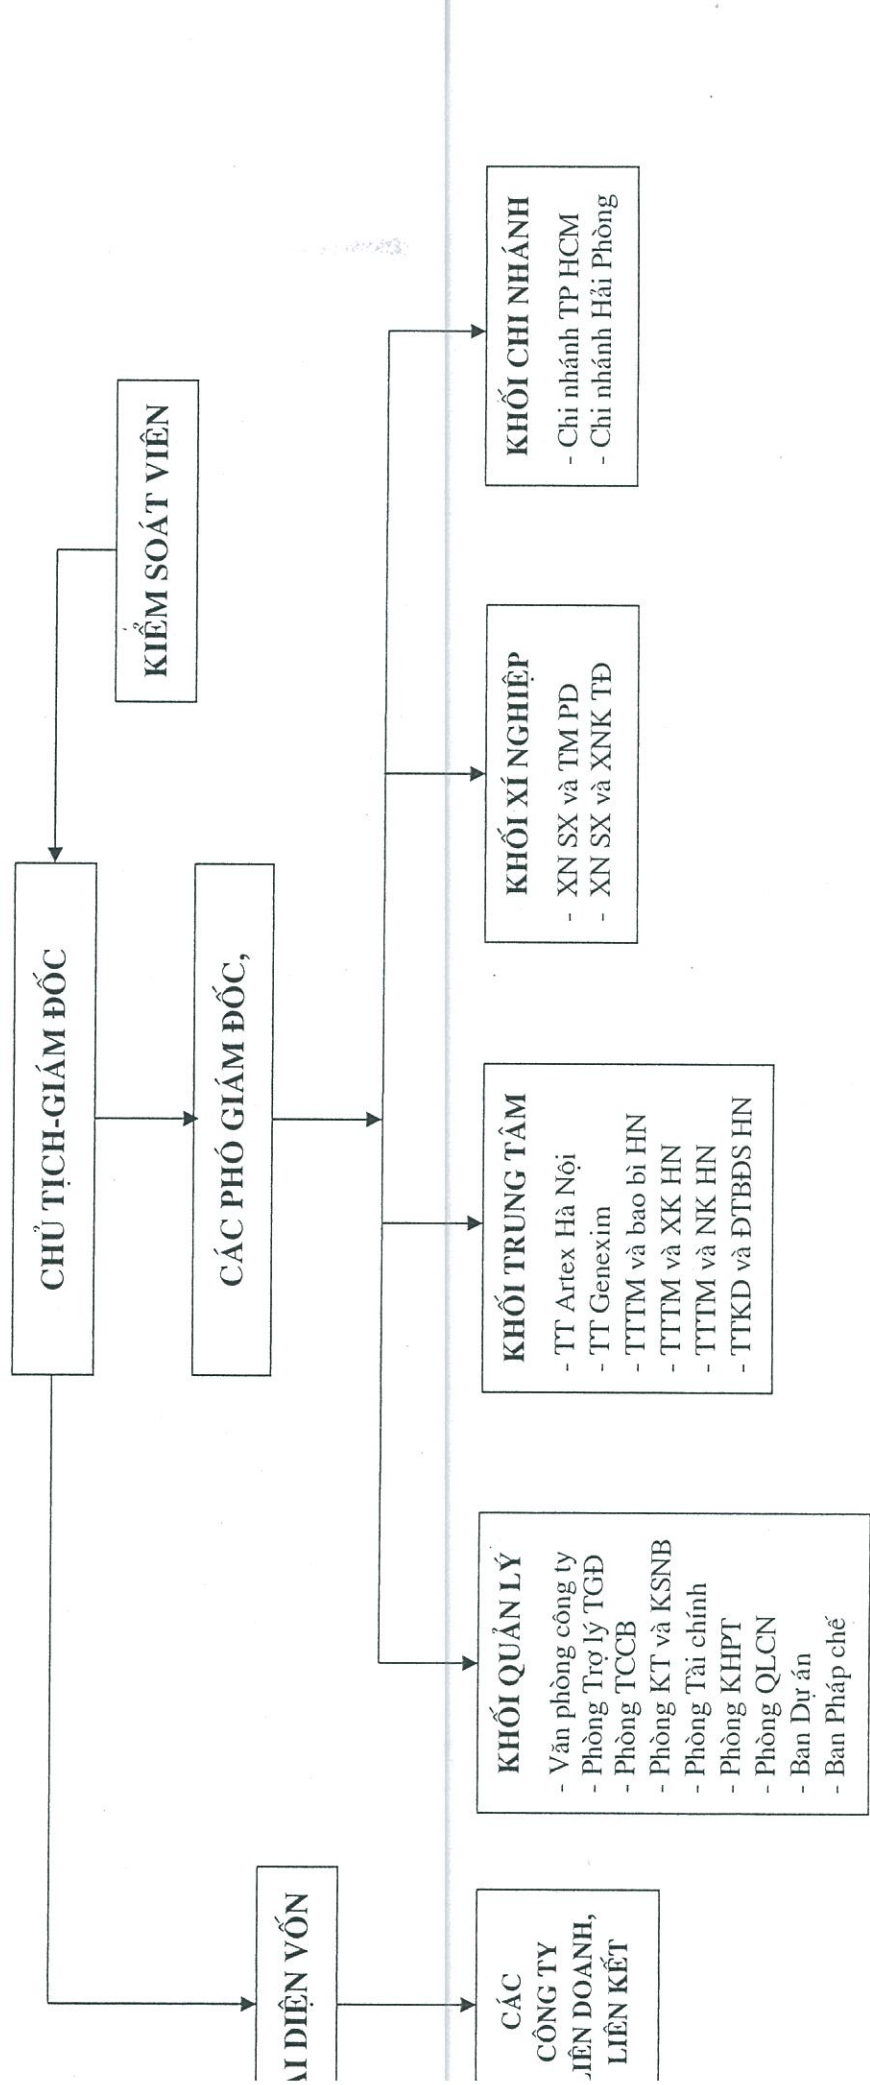 CHỦ TỊCH-GIÁM ĐỐC
KIỂM SOÁT VIÊN
CÁC PHÓ GIÁM ĐỐC,
DIỆN VỐN
CÁC
CÔNG TY
LIÊN DOANH,
LIÊN KẾT
KHỐI QUẢN LÝ
- Văn phòng công ty
- Phòng Trợ lý TGĐ
- Phòng TCCB
- Phòng KT và KSNB
- Phòng Tài chính
- Phòng KHPT
- Phòng QLCN
- Ban Dự án
- Ban Pháp chế
KHỐI TRUNG TÂM
- TT Artex Hà Nội
- TT Genexim
- TTTM và bao bì HN
- TTTM và XK HN
- TTTM và NK HN
- TTKD và ĐTBĐS HN
KHỐI XÍ NGHIỆP
- XN SX và TM PD
- XN SX và XNK TĐ
KHỐI CHI NHÁNH
- Chi nhánh TP HCM
- Chi nhánh Hải Phòng